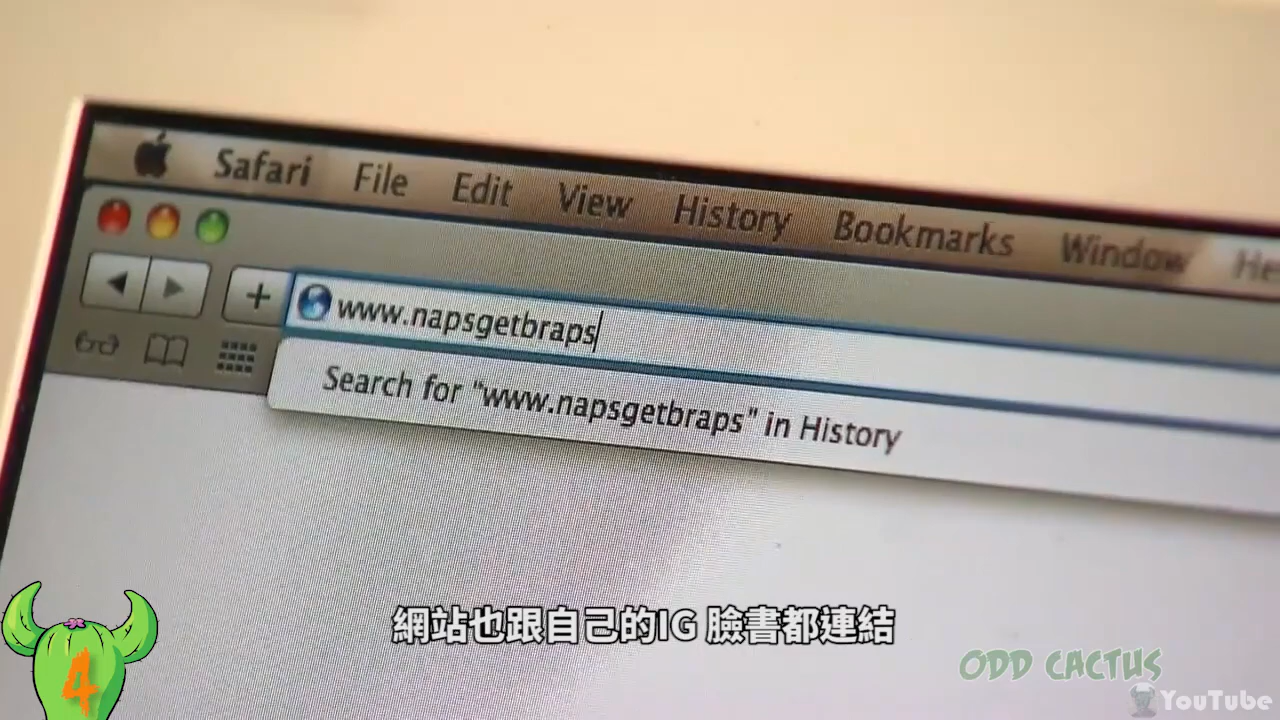 Safari File Edit View History Bookmarks Window He
www.napsgetbraps
Search for "www.napsgetbraps" in History
網站也跟自己的IG 臉書都連結
4
ODD CACTUS
YouTube